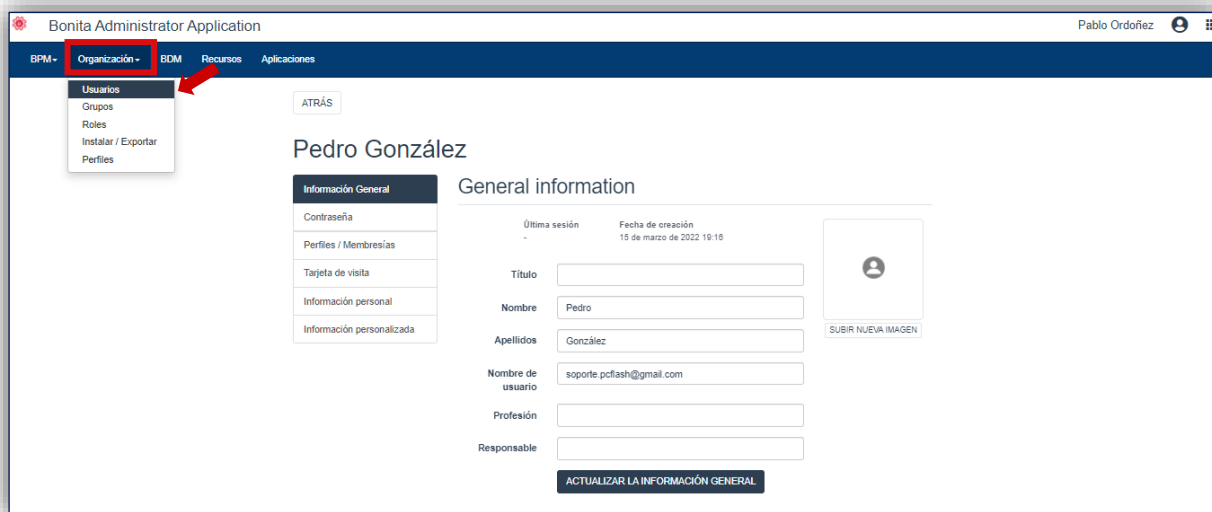 Bonita Administrator Application
Pablo Ordoñez
BPM
Organización
BDM
Recursos
Aplicaciones
Usuarios
Grupos
Roles
Instalar / Exportar
Perfiles
ATRÁS
Pedro González
Información General
Contraseña
Perfiles / Membresías
Tarjeta de visita
Información personal
Información personalizada
General information
Última sesión
-
Fecha de creación
15 de marzo de 2022 19:16
Título
Nombre
Pedro
Apellidos
González
Nombre de
usuario
soporte.pcflash@gmail.com
Profesión
Responsable
ACTUALIZAR LA INFORMACIÓN GENERAL
SUBIR NUEVA IMAGEN